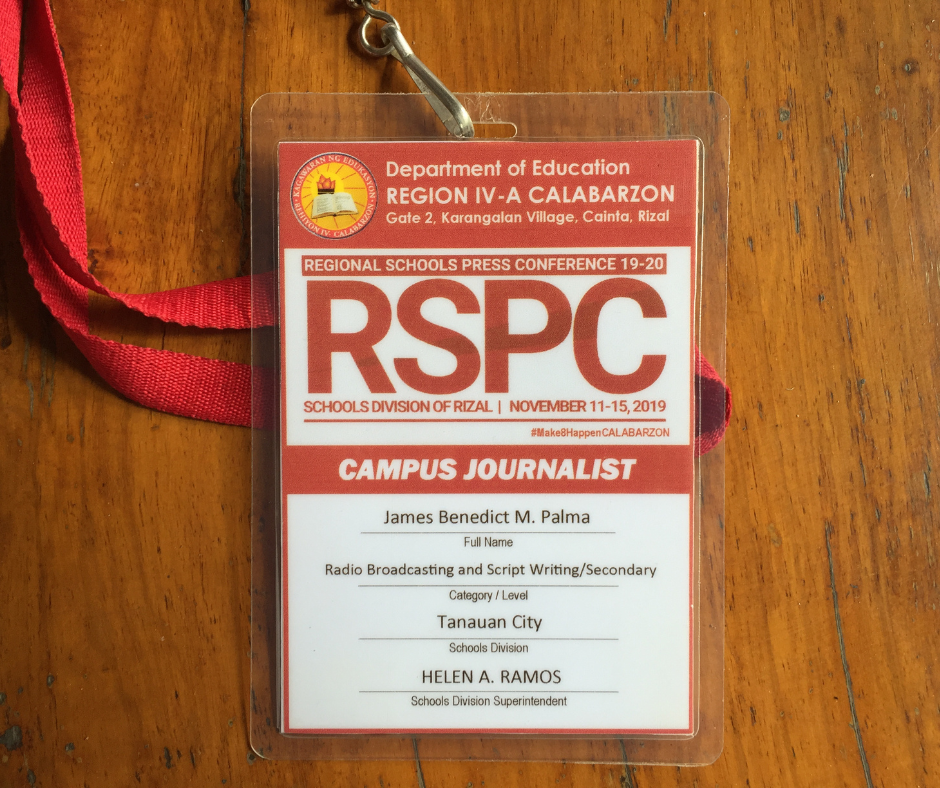 KAGAWARAN NG EDUKASYON
REHIYON IV- CALABARZON
Department of Education
REGION IV-A CALABARZON
Gate 2, Karangalan Village, Cainta, Rizal
REGIONAL SCHOOLS PRESS CONFERENCE 19-20
RSPC
SCHOOLS DIVISION OF RIZAL | NOVEMBER 11-15, 2019
#Make8HappenCALABARZON
CAMPUS JOURNALIST
James Benedict M. Palma
Full Name
Radio Broadcasting and Script Writing/Secondary
Category / Level
Tanauan City
Schools Division
HELEN A. RAMOS
Schools Division Superintendent